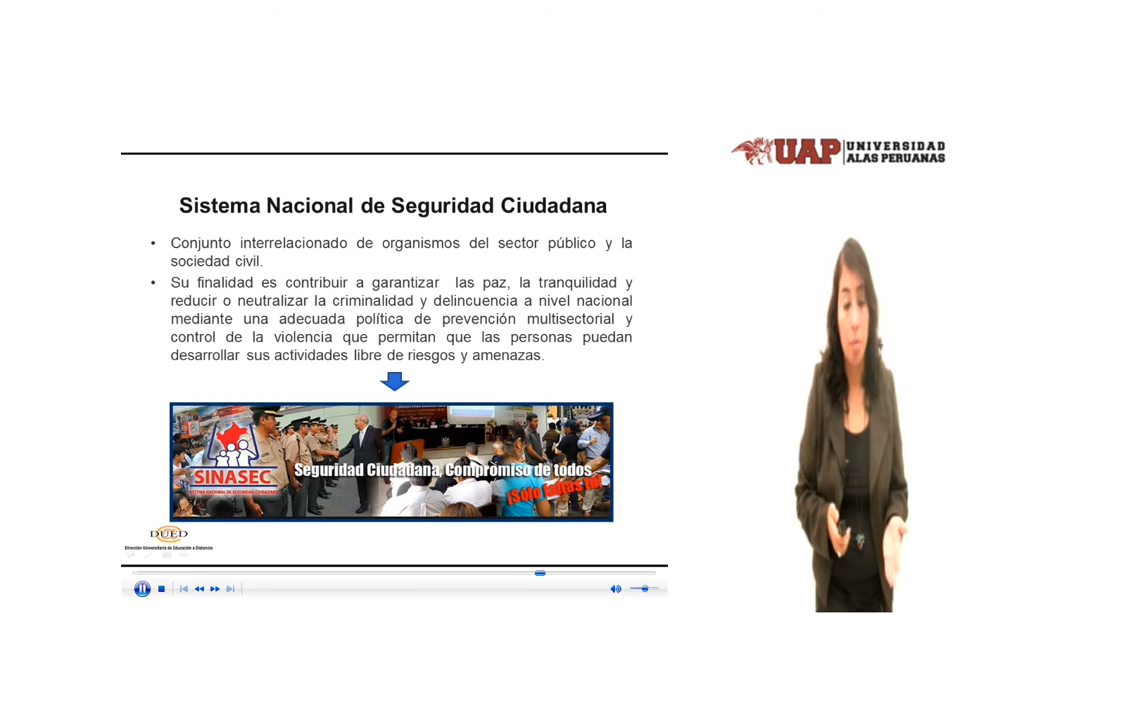 UAP UNIVERSIDAD
ALAS PERUANAS
Sistema Nacional de Seguridad Ciudadana
• Conjunto interrelacionado de organismos del sector público y la
sociedad civil.
• Su finalidad es contribuir a garantizar las paz, la tranquilidad y
reducir o neutralizar la criminalidad y delincuencia a nivel nacional
mediante una adecuada política de prevención multisectorial y
control de la violencia que permitan que las personas puedan
desarrollar sus actividades libre de riesgos y amenazas.
SINASEC
SISTEMA NACIONAL DE SEGURIDAD CIUDADANA
Seguridad Ciudadana, Compromiso de todos
¡Sólo faltas tú!
DUED
Dirección Universitaria de Educación a Distancia